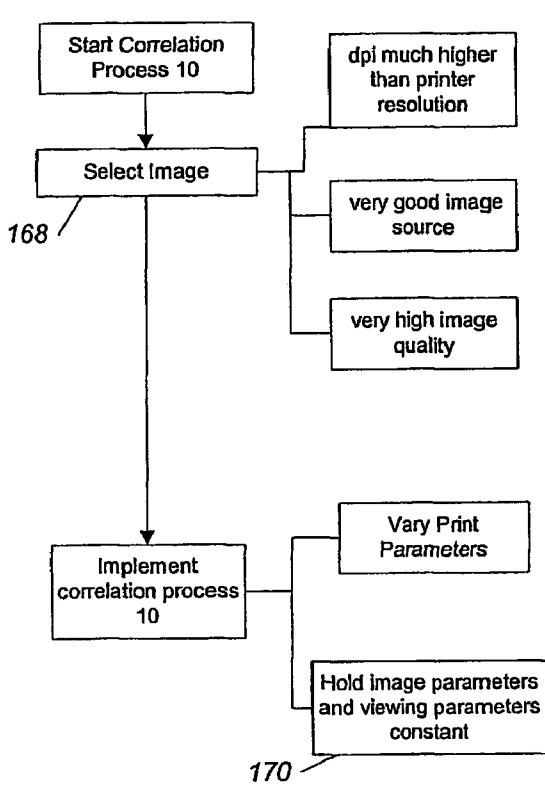 Start Correlation
Process 10
dpi much higher
than printer
resolution
Select Image
168
very good image
source
very high image
quality
Vary Print
Parameters
Implement
correlation process
10
Hold image parameters
and viewing parameters
constant
170